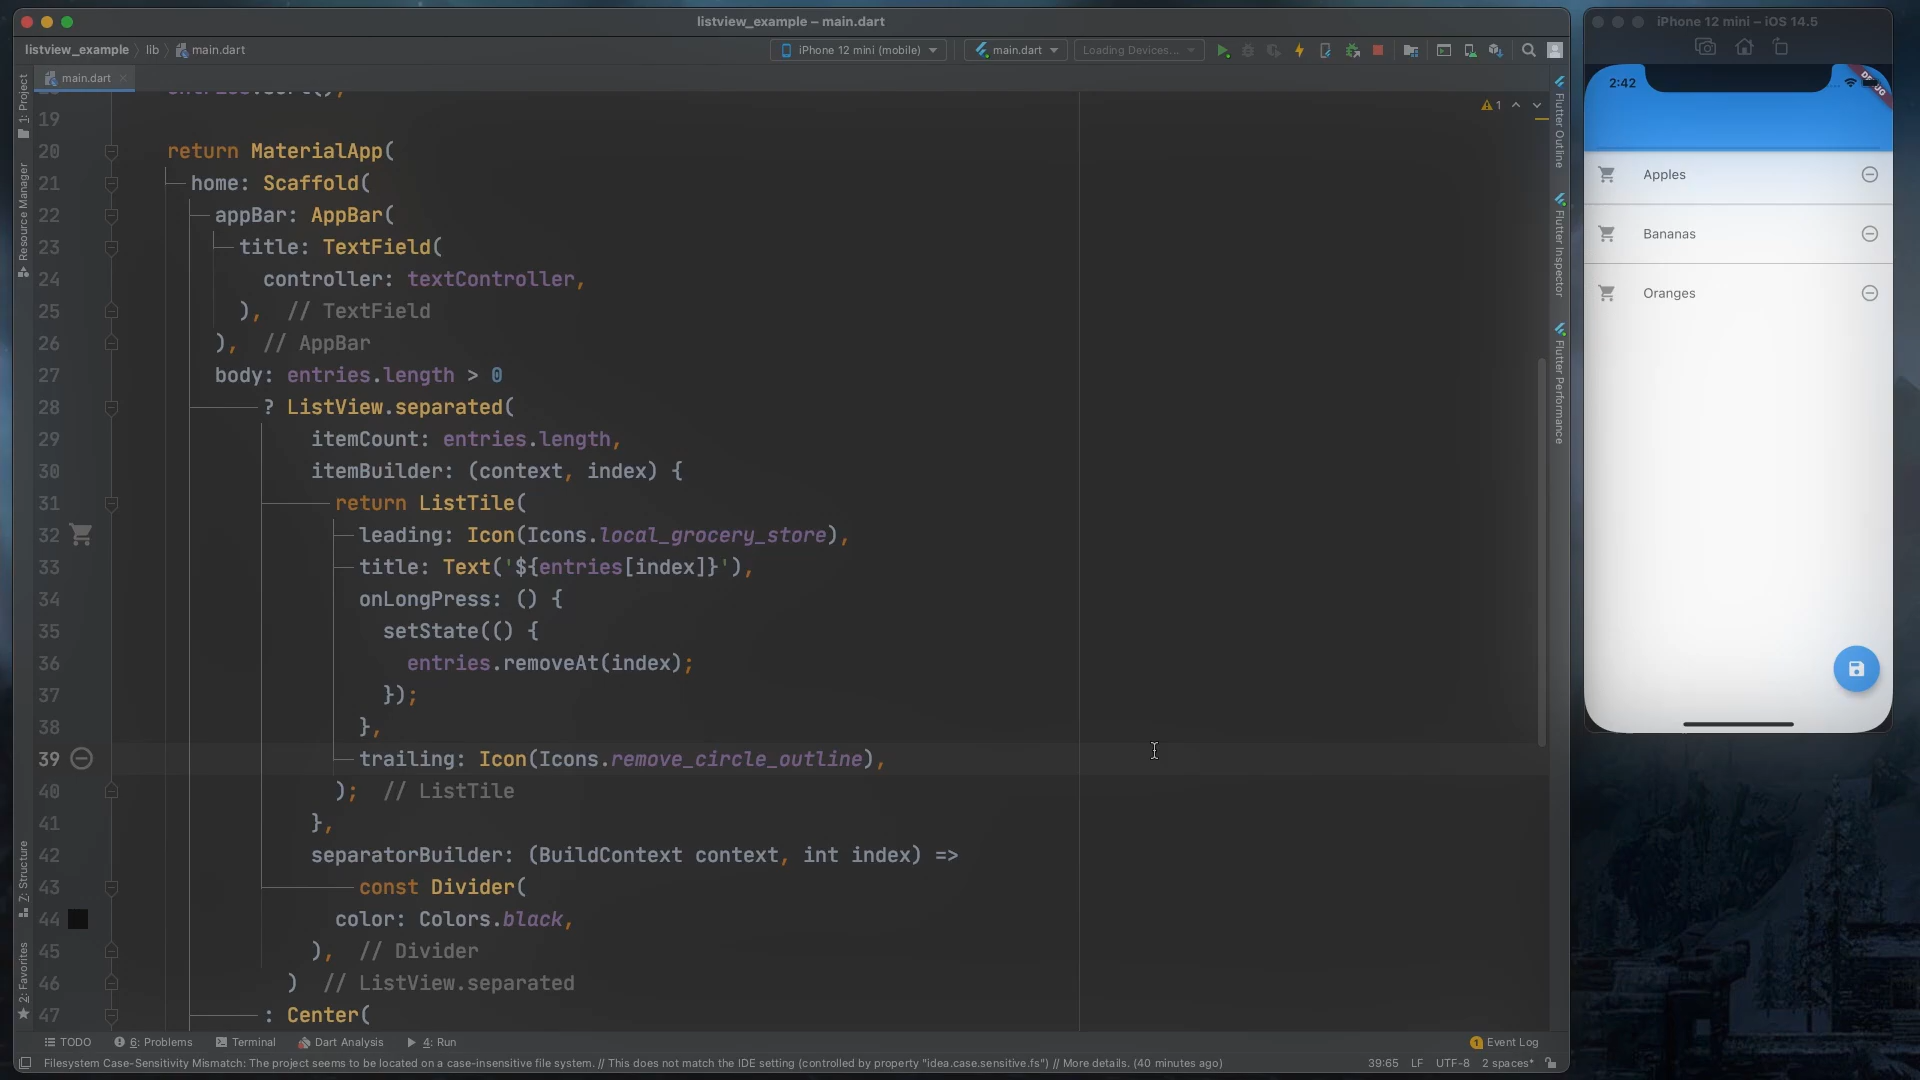 listview_example – main.dart
listview_example
lib
main.dart
iPhone 12 mini (mobile)
main.dart
Loading Devices...
main.dart
1
19
20 return MaterialApp(
21 home: Scaffold(
22 appBar: AppBar(
23 title: TextField(
24 controller: textController,
25 ), // TextField
26 ), // AppBar
27 body: entries.length > 0
28 ? ListView.separated(
29 itemCount: entries.length,
30 itemBuilder: (context, index) {
31 return ListTile(
32 leading: Icon(Icons.local_grocery_store),
33 title: Text('${entries[index]}'),
34 onLongPress: () {
35 setState(() {
36 entries.removeAt(index);
37 });
38 },
39 trailing: Icon(Icons.remove_circle_outline),
40 ); // ListTile
41 },
42 separatorBuilder: (BuildContext context, int index) =>
43 const Divider(
44 color: Colors.black,
45 ), // Divider
46 ) // ListView.separated
47 : Center(
1: Project
Resource Manager
7: Structure
2: Favorites
Flutter Outline
Flutter Inspector
Flutter Performance
TODO
6: Problems
Terminal
Dart Analysis
4: Run
1 Event Log
Filesystem Case-Sensitivity Mismatch: The project seems to be located on a case-insensitive file system. // This does not match the IDE setting (controlled by property "idea.case.sensitive.fs") // More details. (40 minutes ago)
39:65 LF UTF-8 2 spaces*
iPhone 12 mini – iOS 14.5
2:42
Apples
Bananas
Oranges